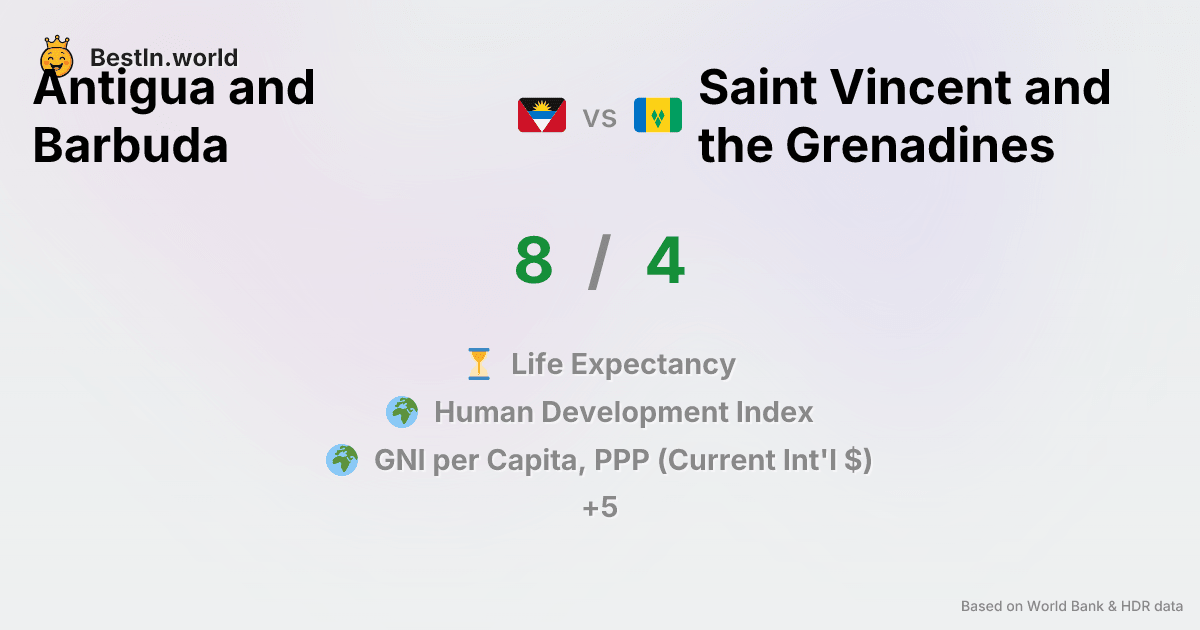 BestIn.world
Antigua and
Barbuda
vs
Saint Vincent and
the Grenadines
8 / 4
Life Expectancy
Human Development Index
GNI per Capita, PPP (Current Int'l $)
+5
Based on World Bank & HDR data